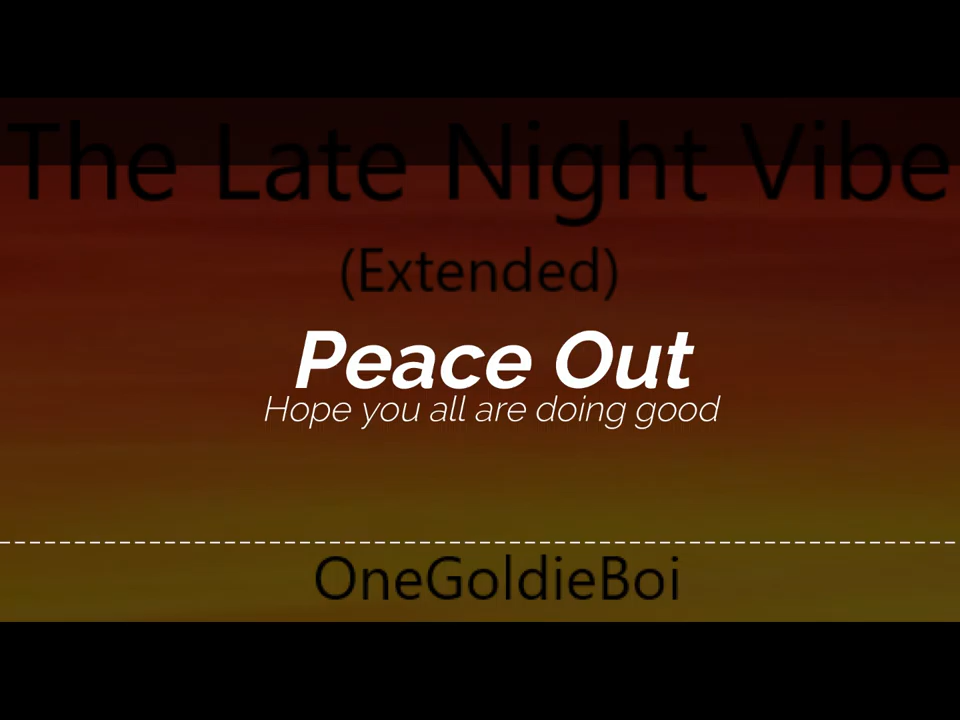 The Late Night Vibe
(Extended)
Peace Out
Hope you all are doing good
OneGoldieBoi